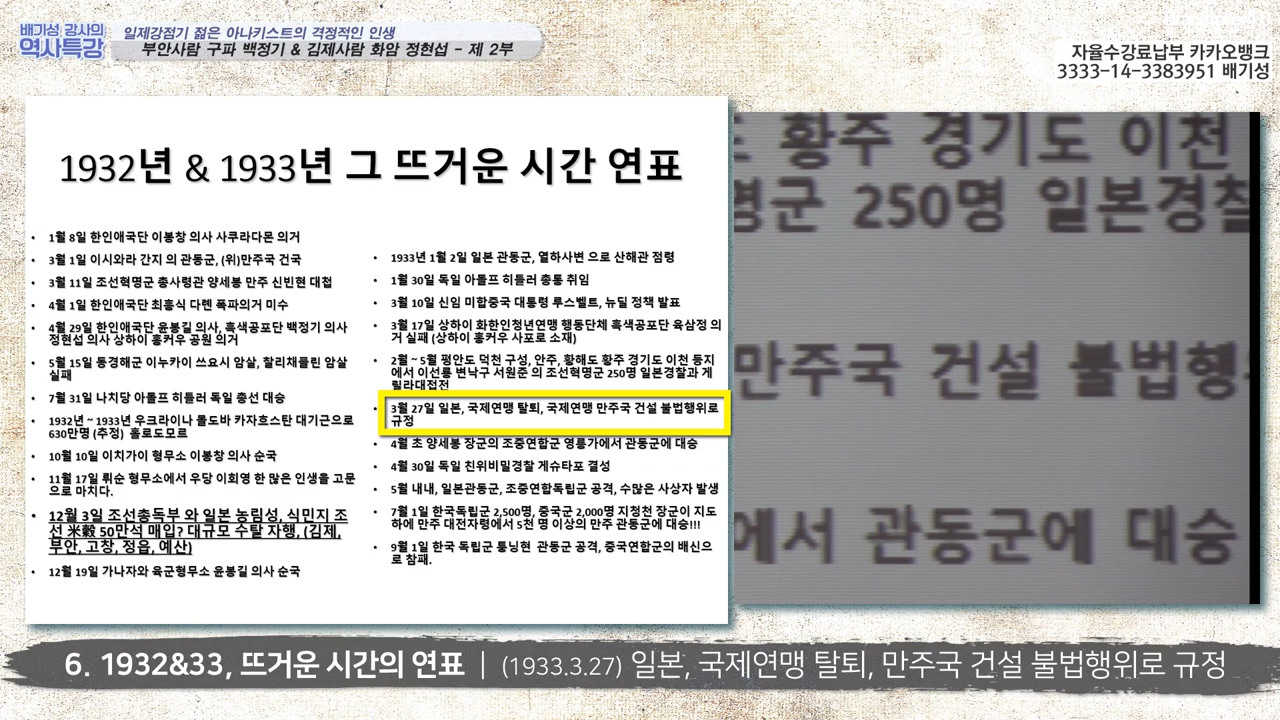 배기성 강사의
역사특강
일제강점기 젊은 아나키스트의 격정적인 인생
부안사람 구파 백정기 & 김제사람 화암 정현섭 – 제 2부
자율수강료납부 카카오뱅크
3333-14-3383951 배기성
1932년 & 1933년 그 뜨거운 시간 연표
• 1월 8일 한인애국단 이봉창 의사 사쿠라다몬 의거
• 3월 1일 이시와라 간지 의 관동군, (위)만주국 건국
• 3월 11일 조선혁명군 총사령관 양세봉 만주 신빈현 대첩
• 4월 1일 한인애국단 최흥식 다렌 폭파의거 미수
• 4월 29일 한인애국단 윤봉길 의사, 흑색공포단 백정기 의사
정현섭 의사 상하이 홍커우 공원 의거
• 5월 15일 동경해군 이누카이 쓰요시 암살, 찰리채플린 암살
실패
• 7월 31일 나치당 아돌프 히틀러 독일 총선 대승
• 1932년 ~ 1933년 우크라이나 몰도바 카자흐스탄 대기근으로
630만명 (추정) 홀로도모르
• 10월 10일 이치가이 형무소 이봉창 의사 순국
• 11월 17일 뤼순 형무소에서 우당 이회영 한 많은 인생을 고문
으로 마치다.
• 12월 3일 조선총독부 와 일본 농림성, 식민지 조
선 米穀 50만석 매입? 대규모 수탈 자행, (김제,
부안, 고창, 정읍, 예산)
• 12월 19일 가나자와 육군형무소 윤봉길 의사 순국
• 1933년 1월 2일 일본 관동군, 열하사변 으로 산해관 점령
• 1월 30일 독일 아돌프 히틀러 총통 취임
• 3월 10일 신임 미합중국 대통령 루스벨트, 뉴딜 정책 발표
• 3월 17일 상하이 화한인청년연맹 행동단체 흑색공포단 육삼정 의
거 실패 (상하이 홍커우 사포로 소재)
• 2월 ~ 5월 평안도 덕천 구성, 안주, 황해도 황주 경기도 이천 등지
에서 이선룡 변낙구 서원준 의 조선혁명군 250명 일본경찰과 게
릴라대접전
• 3월 27일 일본, 국제연맹 탈퇴, 국제연맹 만주국 건설 불법행위로
규정
• 4월 초 양세봉 장군의 조중연합군 영릉가에서 관동군에 대승
• 4월 30일 독일 친위비밀경찰 게슈타포 결성
• 5월 내내, 일본관동군, 조중연합독립군 공격, 수많은 사상자 발생
• 7월 1일 한국독립군 2,500명, 중국군 2,000명 지청천 장군이 지도
하에 만주 대전자령에서 5천 명 이상의 만주 관동군에 대승!!!
• 9월 1일 한국 독립군 퉁닝현 관동군 공격, 중국연합군의 배신으
로 참패.
도 황주 경기도 이천
명군 250명 일본경찰
만주국 건설 불법행
에서 관동군에 대승
6. 1932&33, 뜨거운 시간의 연표 | (1933.3.27) 일본, 국제연맹 탈퇴, 만주국 건설 불법행위로 규정